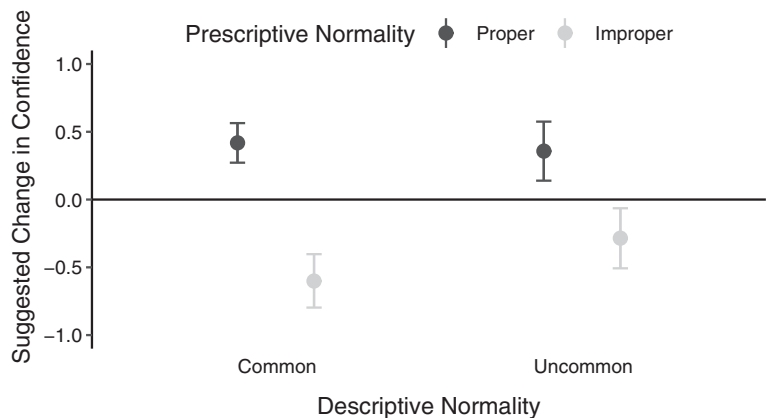 Prescriptive Normality Proper Improper
Suggested Change in Confidence
1.0
0.5
0.0
−0.5
−1.0
Common Uncommon
Descriptive Normality